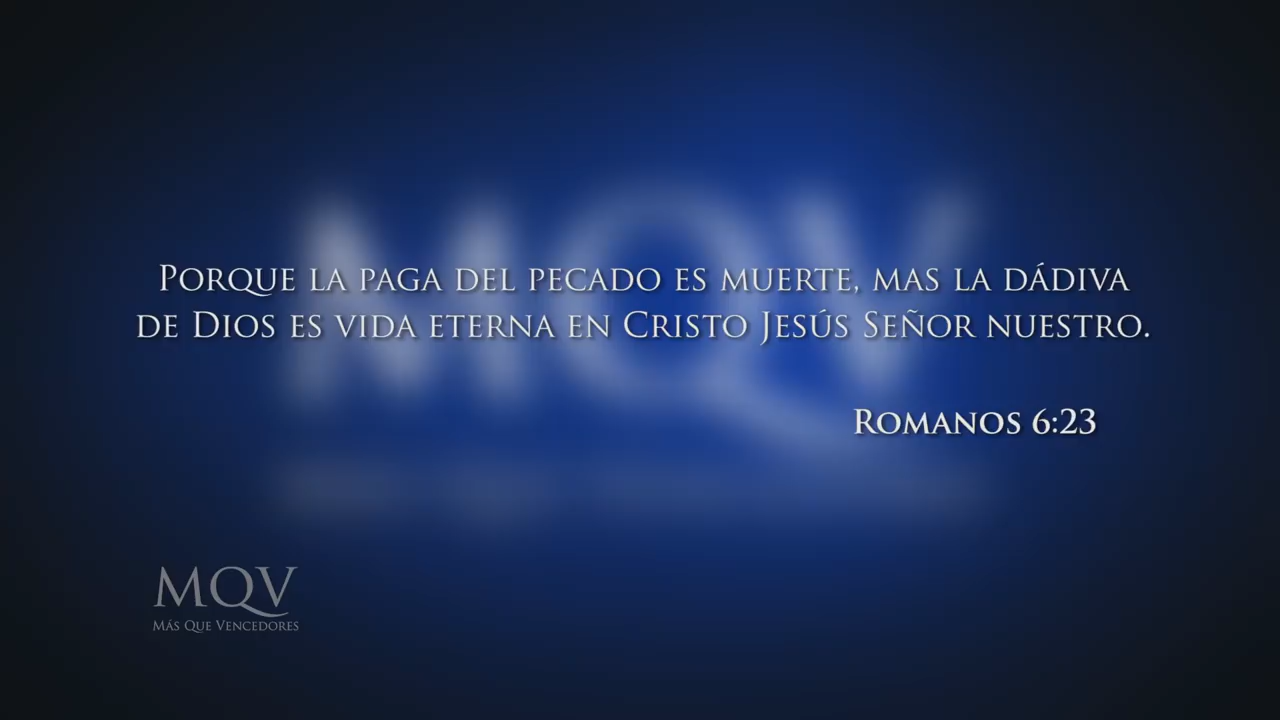 Porque la paga del pecado es muerte, mas la dádiva
de Dios es vida eterna en Cristo Jesús Señor nuestro.
Romanos 6:23
MQV
MQV
Más Que Vencedores